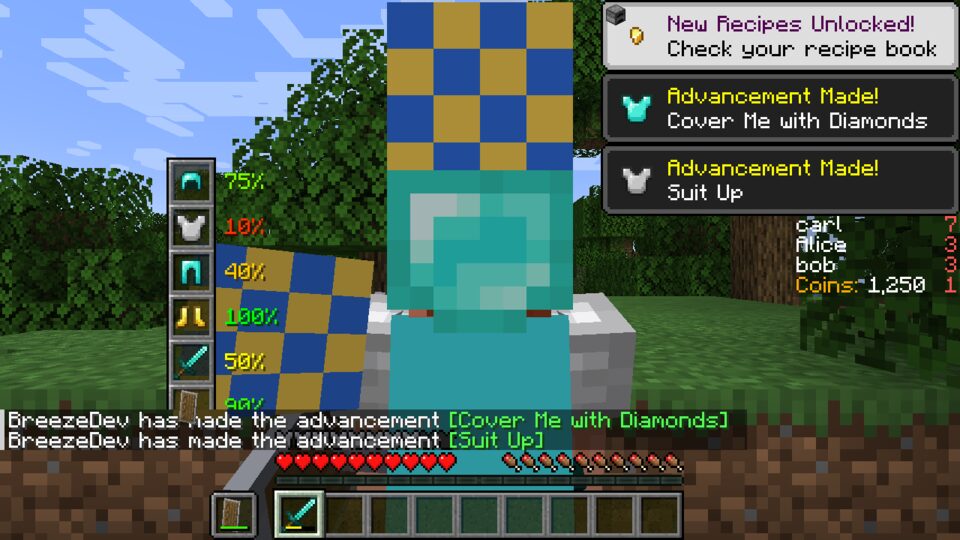 New Recipes Unlocked!
Check your recipe book
Advancement Made!
Cover Me with Diamonds
Advancement Made!
Suit Up
75%
10%
40%
100%
50%
90%
carl 7
Alice 3
bob 3
Coins: 1,250 1
BreezeDev has made the advancement [Cover Me with Diamonds]
BreezeDev has made the advancement [Suit Up]